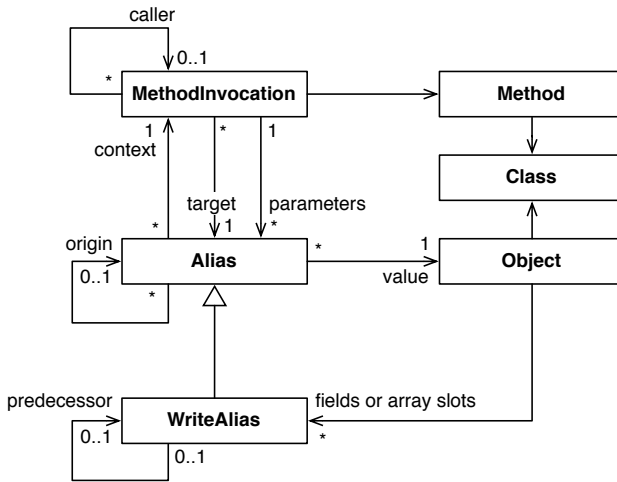 caller
0..1
*
MethodInvocation
Method
1
*
1
context
Class
target
parameters
*
1
*
origin
0..1
Alias
*
1
Object
*
value
predecessor
fields or array slots
0..1
WriteAlias
*
0..1